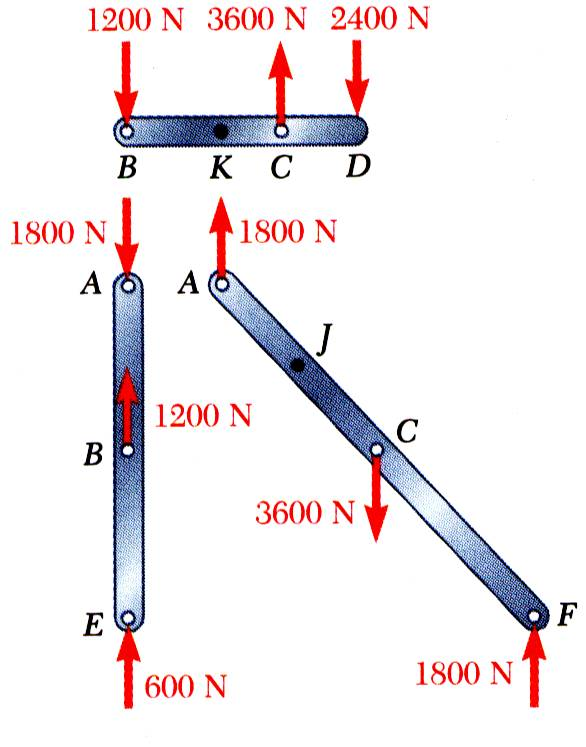 1200 N 3600 N 2400 N
B K C D
1800 N 1800 N
A A
J
1200 N
B C
3600 N
E F
600 N 1800 N